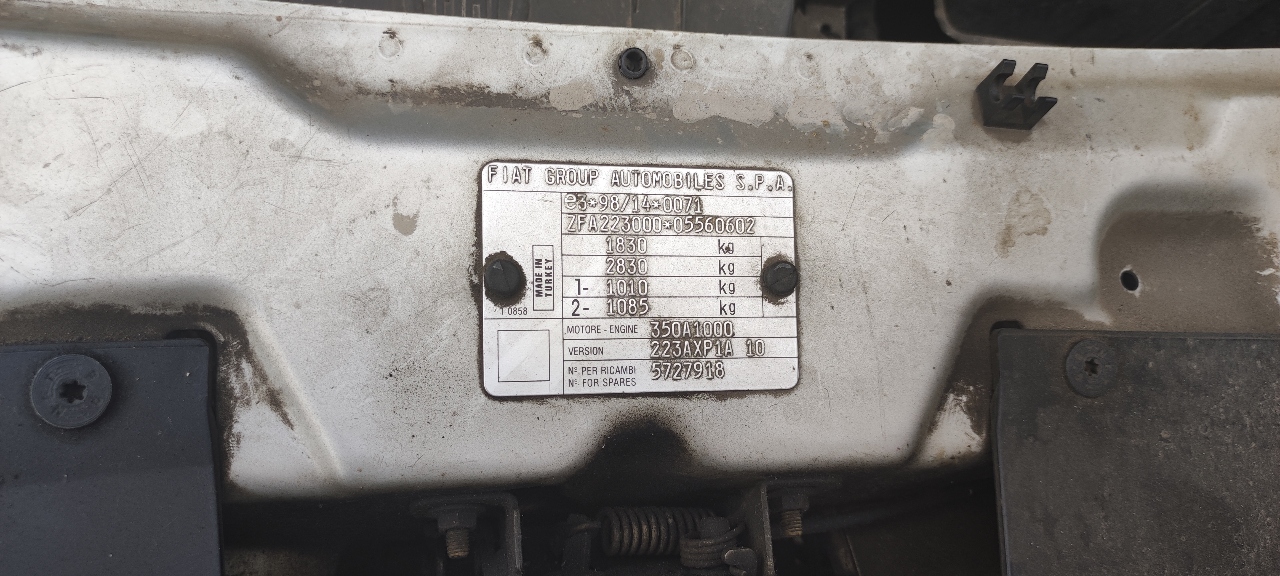 FIAT GROUP AUTOMOBILES S.P.A.
e3*98/14*0071
ZFA223000*05560602
1830 kg
2830 kg
1- 1010 kg
2- 1085 kg
MADE IN
TURKEY
T0858
MOTORE - ENGINE 350A1000
VERSION 223AXP1A 10
Nº PER RICAMBI
Nº FOR SPARES
5727918